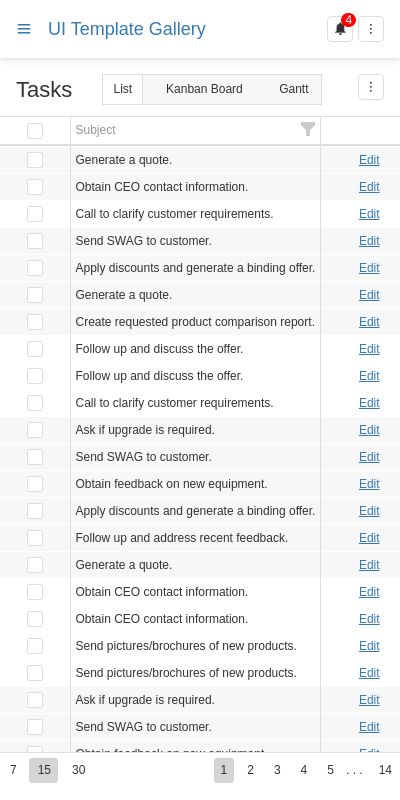 UI Template Gallery
4
Tasks
List Kanban Board Gantt
Subject
Generate a quote. Edit
Obtain CEO contact information. Edit
Call to clarify customer requirements. Edit
Send SWAG to customer. Edit
Apply discounts and generate a binding offer. Edit
Generate a quote. Edit
Create requested product comparison report. Edit
Follow up and discuss the offer. Edit
Follow up and discuss the offer. Edit
Call to clarify customer requirements. Edit
Ask if upgrade is required. Edit
Send SWAG to customer. Edit
Obtain feedback on new equipment. Edit
Apply discounts and generate a binding offer. Edit
Follow up and address recent feedback. Edit
Generate a quote. Edit
Obtain CEO contact information. Edit
Obtain CEO contact information. Edit
Send pictures/brochures of new products. Edit
Send pictures/brochures of new products. Edit
Ask if upgrade is required. Edit
Send SWAG to customer. Edit
Obtain feedback on new equipment. Edit
7 15 30 1 2 3 4 5 . . . 14